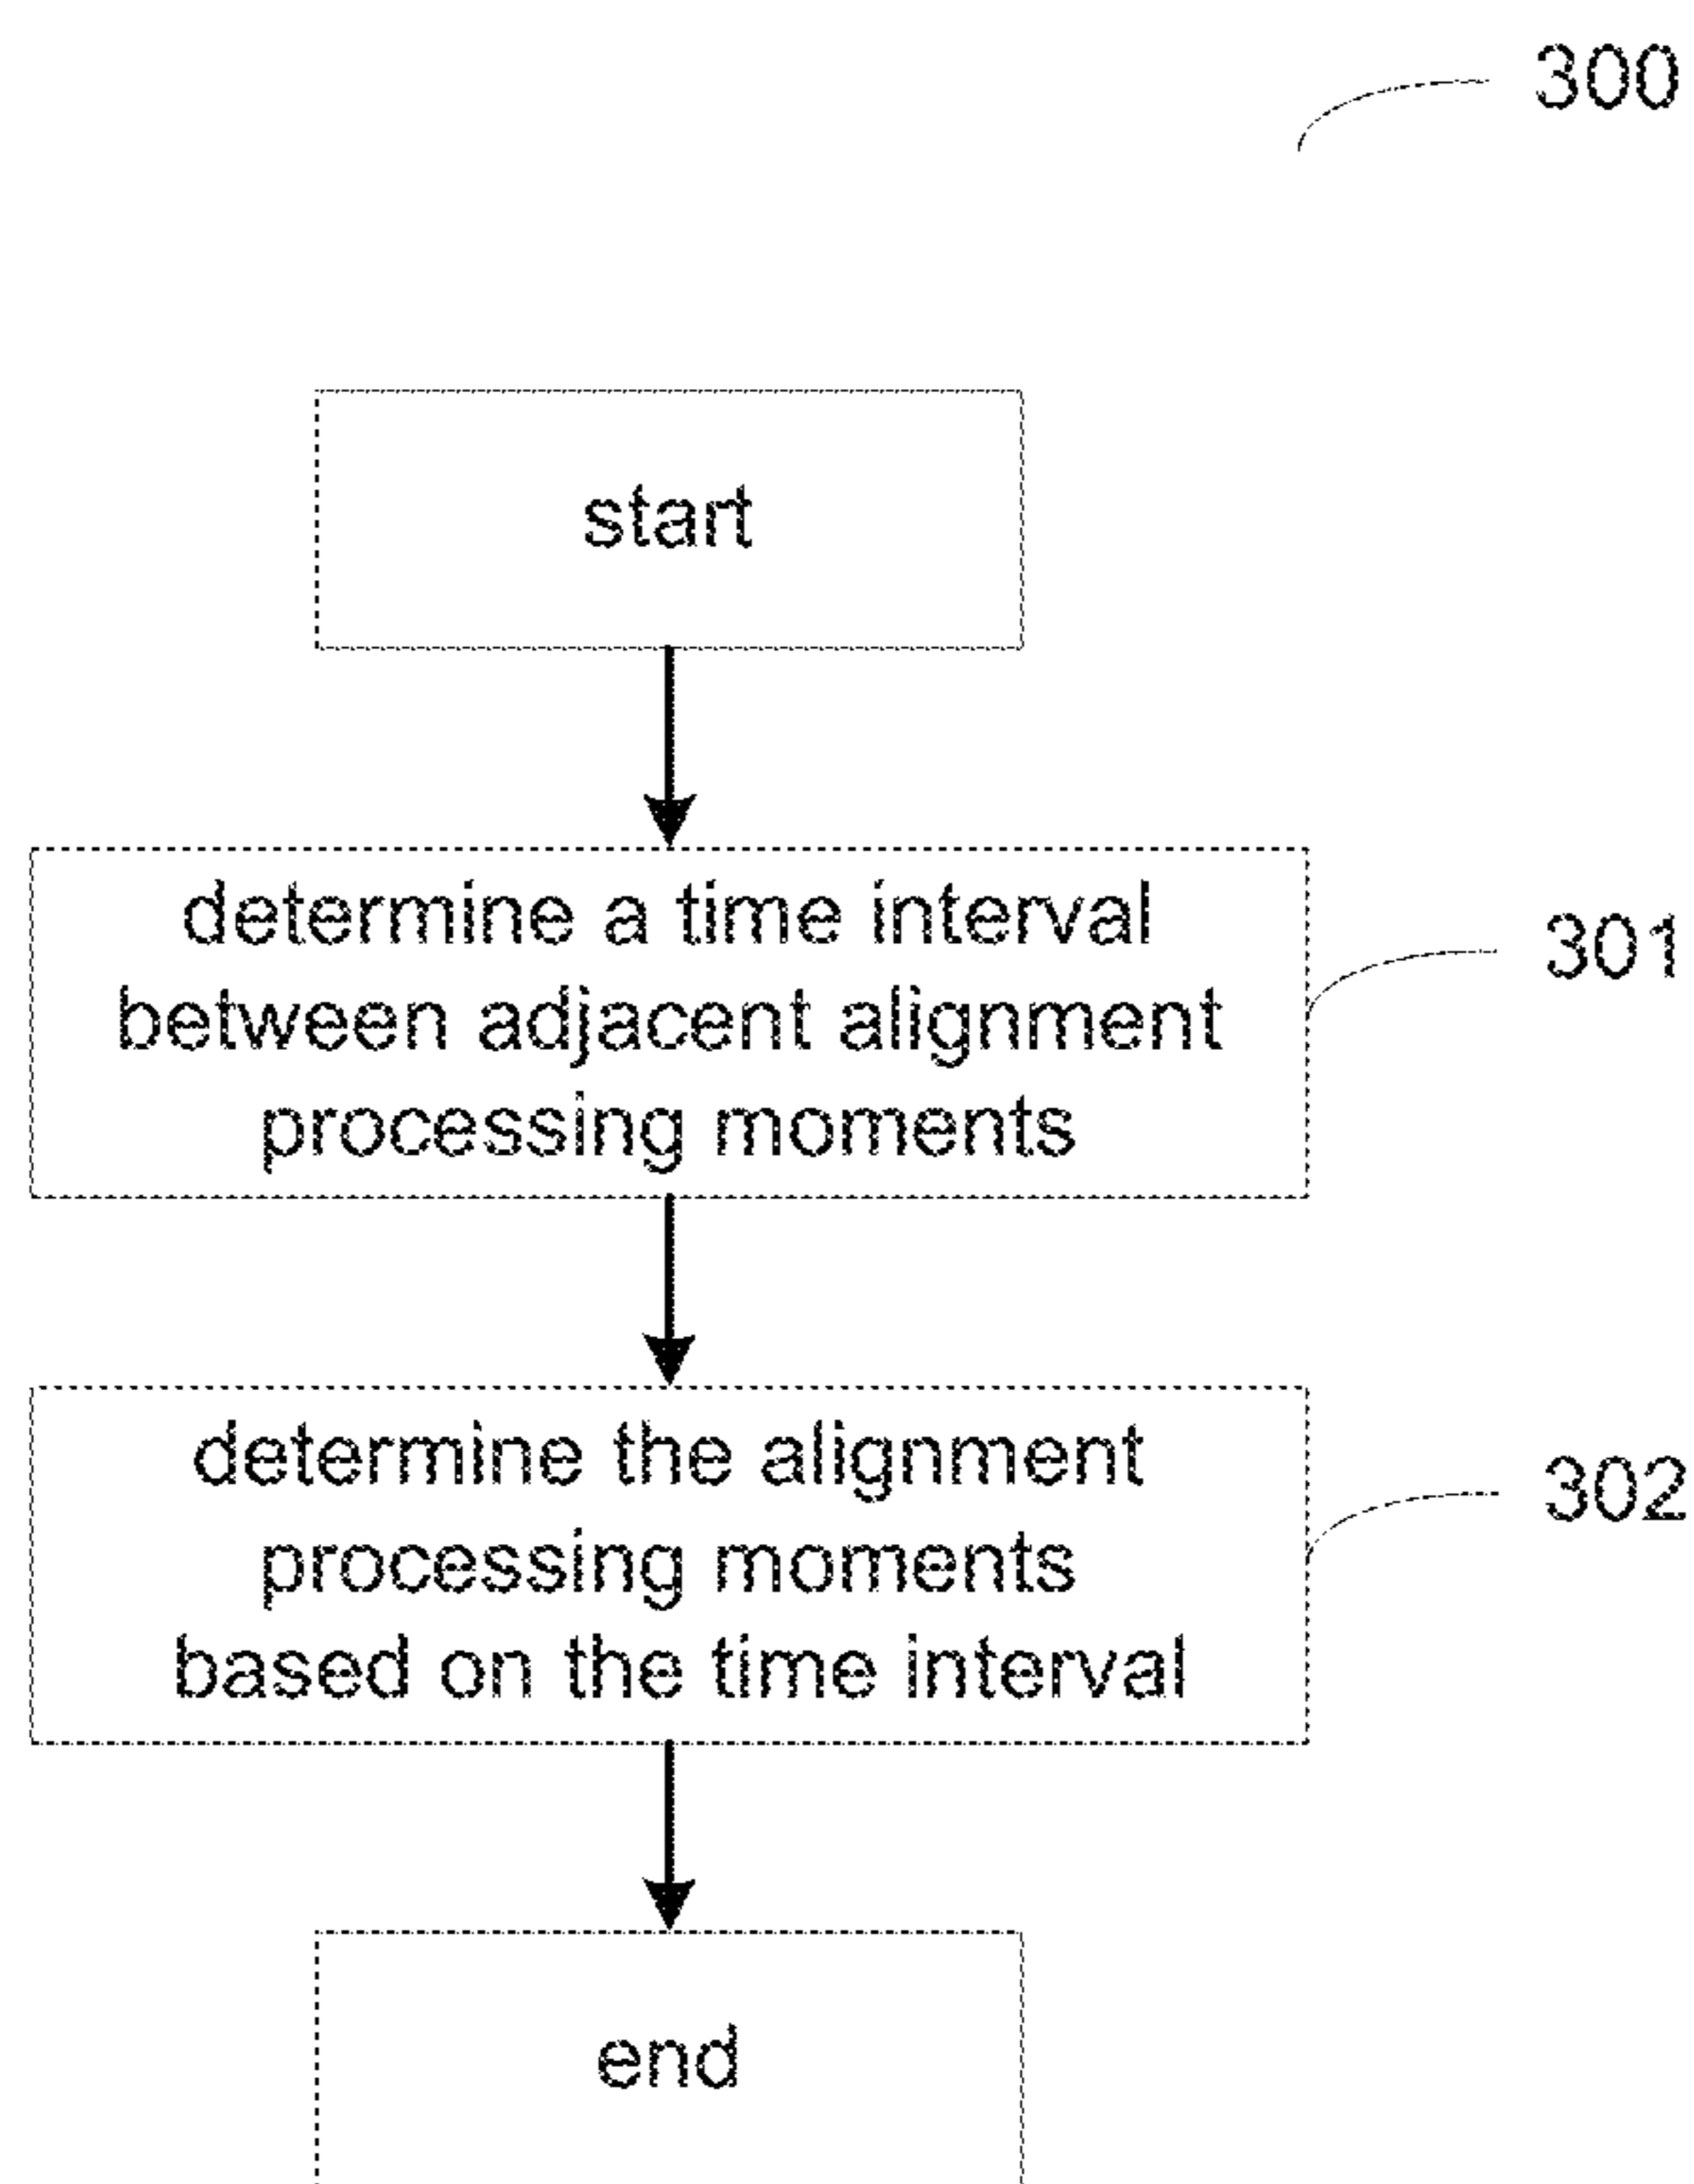 300
start
determine a time interval
between adjacent alignment
processing moments
301
determine the alignment
processing moments
based on the time interval
302
end